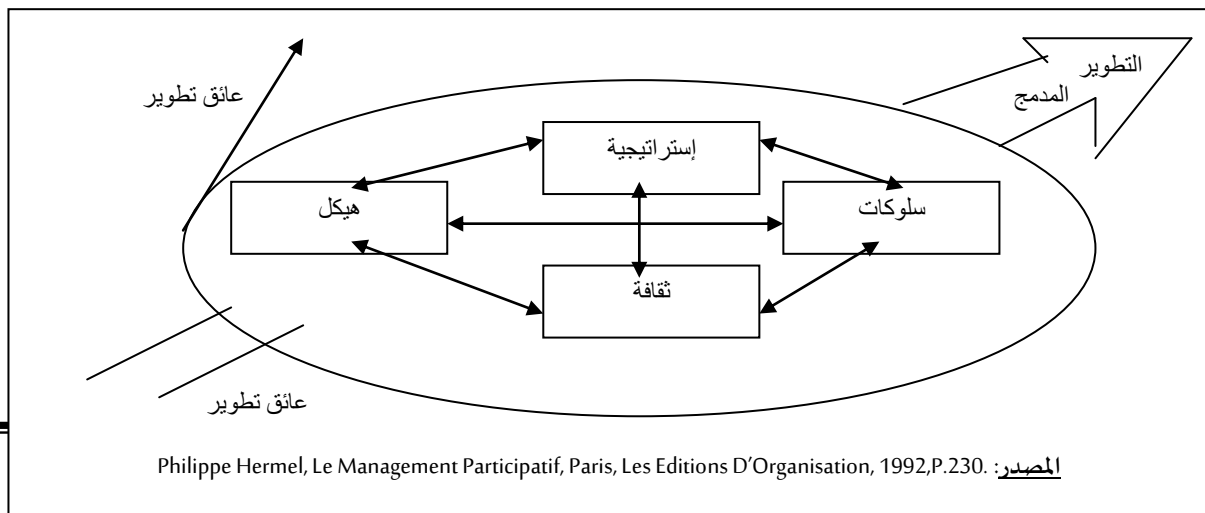 التطوير
المدمج
عائق تطوير
إستراتيجية
سلوكات
هيكل
ثقافة
عائق تطوير
المصدر: Philippe Hermel, Le Management Participatif, Paris, Les Editions D’Organisation, 1992,P.230.